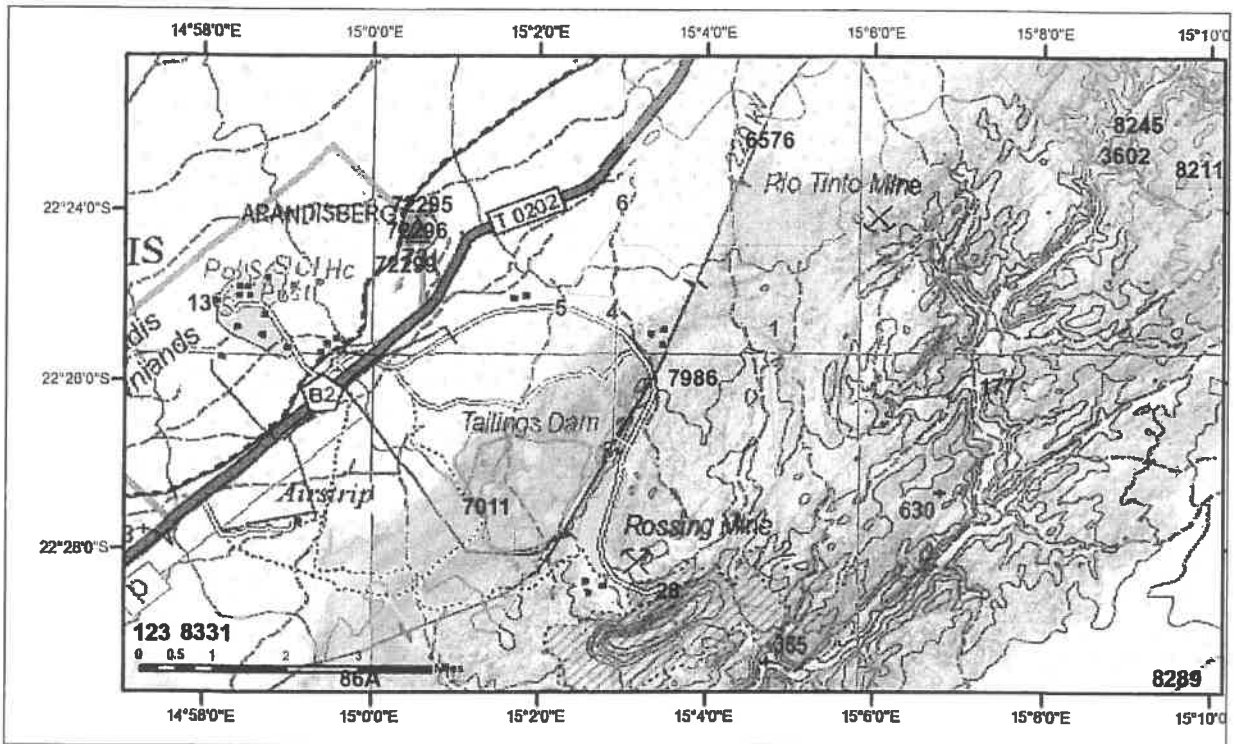 14°58'0"E 15°0'0"E 15°2'0"E 15°4'0"E 15°6'0"E 15°8'0"E 15°10'0"E
8245
220 kV
6576
3602
8211
Rio Tinto Mine
22°24'0"S
ARANDISBERG
72295
T 0202
6
72296
IS
72299
Hc
13
5
4
1
22°26'0"S
B2
7986
177
Tailings Dam
Airstrip
7011
630
Rossing Mine
22°28'0"S
28
123 8331
365
0 0.5 1 2 3 4 Miles
86A
8289
14°58'0"E 15°0'0"E 15°2'0"E 15°4'0"E 15°6'0"E 15°8'0"E 15°10'0"E